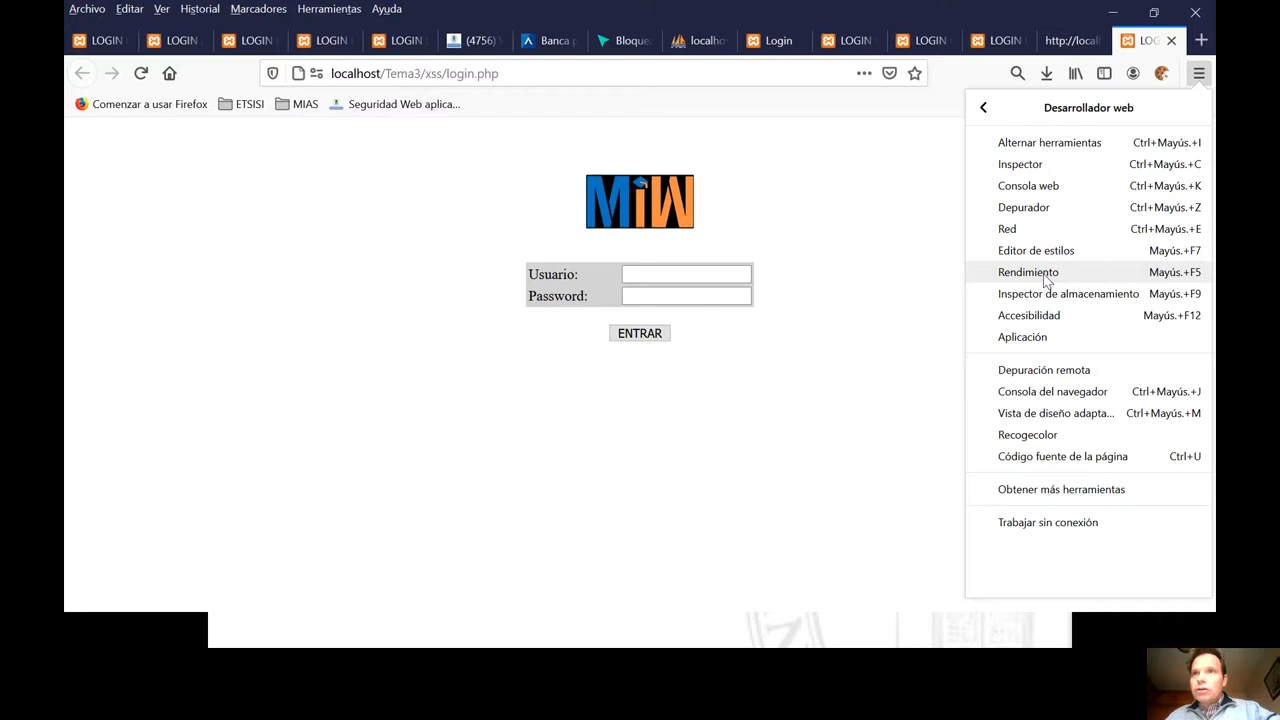 Archivo Editar Ver Historial Marcadores Herramientas Ayuda
LOGIN LOGIN LOGIN LOGIN LOGIN (4756) Banca Bloque localho Login LOGIN LOGIN LOGIN http://locall LOG
localhost/Tema3/xss/login.php
Comenzar a usar Firefox ETSISI MIAS Seguridad Web aplica...
Desarrollador web
Alternar herramientas Ctrl+Mayús.+I
Inspector Ctrl+Mayús.+C
Consola web Ctrl+Mayús.+K
Depurador Ctrl+Mayús.+Z
Red Ctrl+Mayús.+E
Editor de estilos Mayús.+F7
Rendimiento Mayús.+F5
Inspector de almacenamiento Mayús.+F9
Accesibilidad Mayús.+F12
Aplicación
Depuración remota
Consola del navegador Ctrl+Mayús.+J
Vista de diseño adapta... Ctrl+Mayús.+M
Recogecolor
Código fuente de la página Ctrl+U
Obtener más herramientas
Trabajar sin conexión
MiW
Usuario:
Password:
ENTRAR